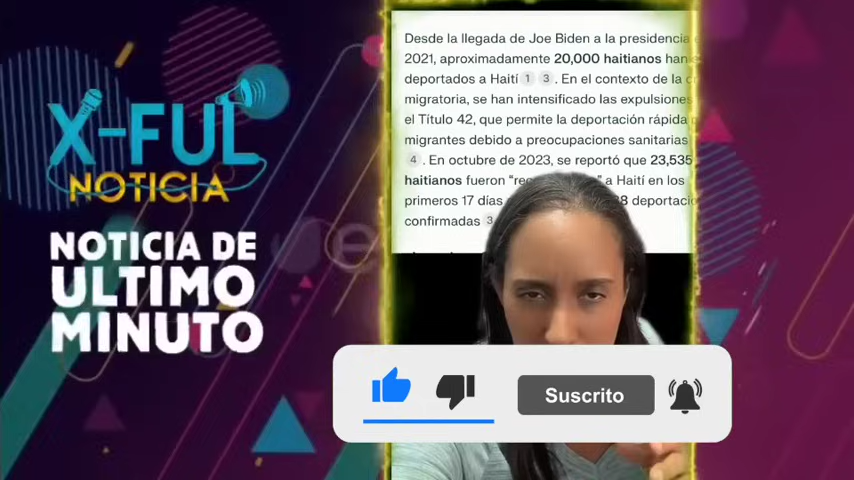 X-FUL
NOTICIA
NOTICIA DE
ULTIMO
MINUTO
Desde la llegada de Joe Biden a la presidencia
2021, aproximadamente 20,000 haitianos han
deportados a Haití 1 3 . En el contexto de la
migratoria, se han intensificado las expulsiones
el Título 42, que permite la deportación rápida
migrantes debido a preocupaciones sanitarias
4 . En octubre de 2023, se reportó que 23,535
haitianos fueron a Haití en los
primeros 17 días
confirmadas 3
Suscrito